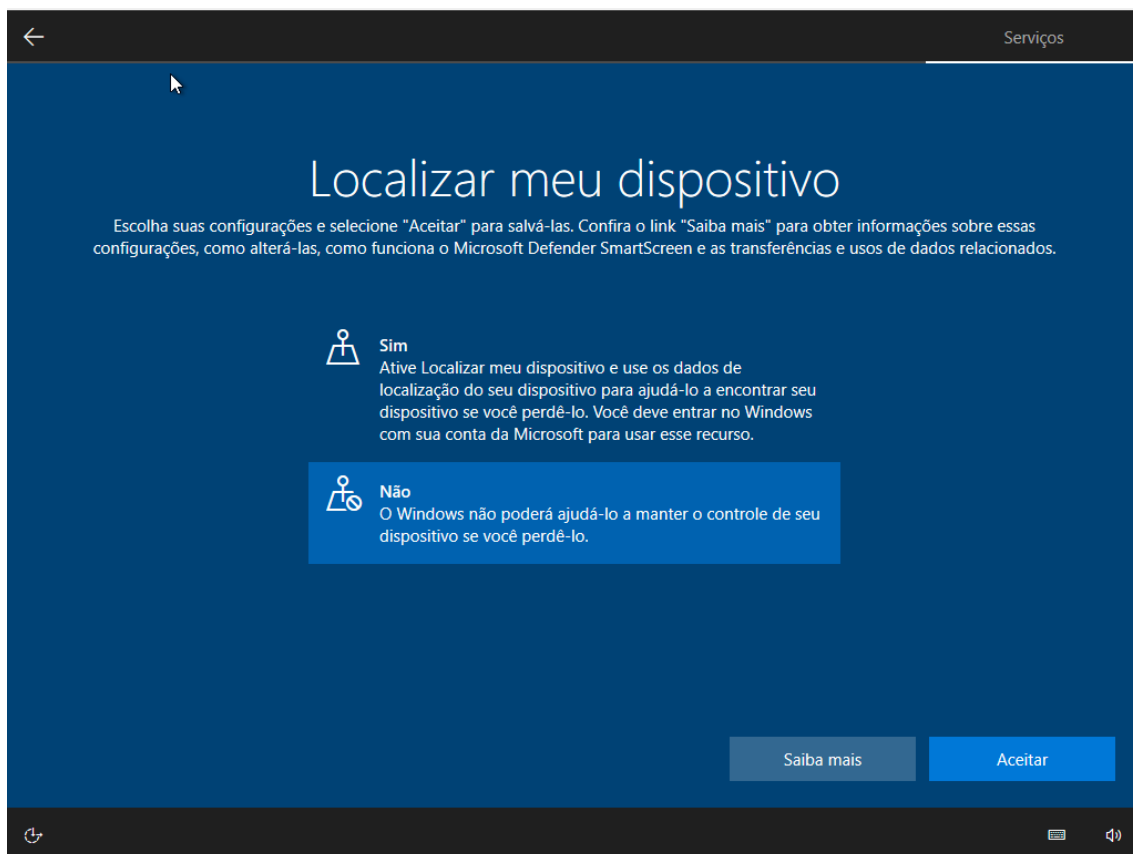 Serviços
Localizar meu dispositivo
Escolha suas configurações e selecione "Aceitar" para salvá-las. Confira o link "Saiba mais" para obter informações sobre essas
configurações, como alterá-las, como funciona o Microsoft Defender SmartScreen e as transferências e usos de dados relacionados.
Sim
Ative Localizar meu dispositivo e use os dados de
localização do seu dispositivo para ajudá-lo a encontrar seu
dispositivo se você perdê-lo. Você deve entrar no Windows
com sua conta da Microsoft para usar esse recurso.
Não
O Windows não poderá ajudá-lo a manter o controle de seu
dispositivo se você perdê-lo.
Saiba mais
Aceitar